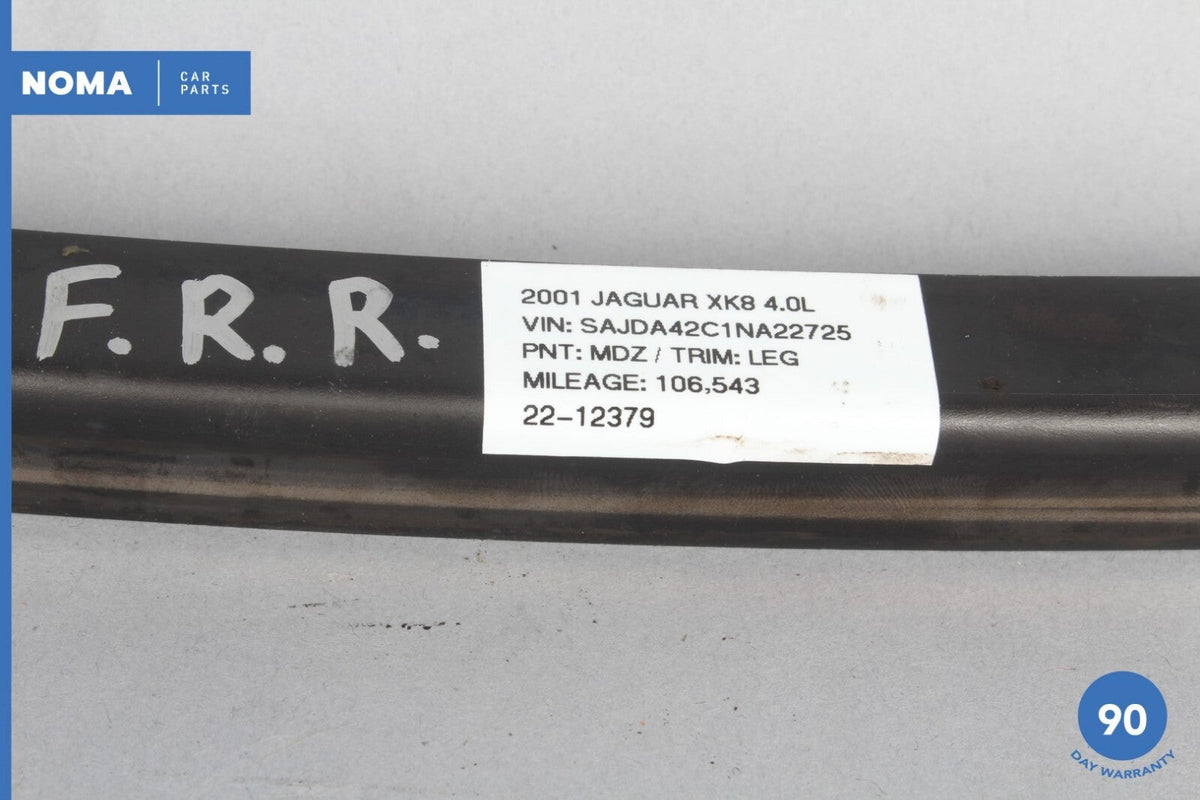 NOMA
CAR
PARTS
F. R. R.
2001 JAGUAR XK8 4.0L
VIN: SAJDA42C1NA22725
PNT: MDZ / TRIM: LEG
MILEAGE: 106,543
22-12379
90
DAY WARRANTY